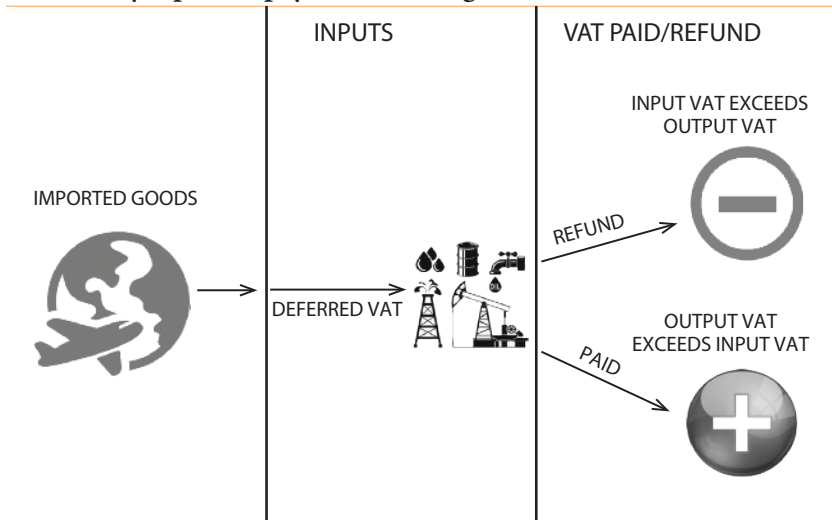 INPUTS
VAT PAID/REFUND
INPUT VAT EXCEEDS
OUTPUT VAT
IMPORTED GOODS
REFUND
OIL
DEFERRED VAT
OUTPUT VAT
EXCEEDS INPUT VAT
PAID